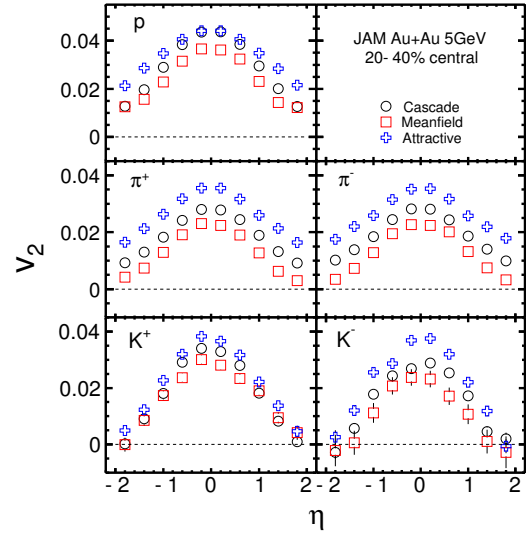 p
JAM Au+Au 5GeV
20- 40% central
Cascade
Meanfield
Attractive
0.04
0.02
0
π+
π-
0.04
0.02
0
v2
K+
K-
0.04
0.02
0
- 2 - 1 0 1 2 - 2 - 1 0 1 2
η